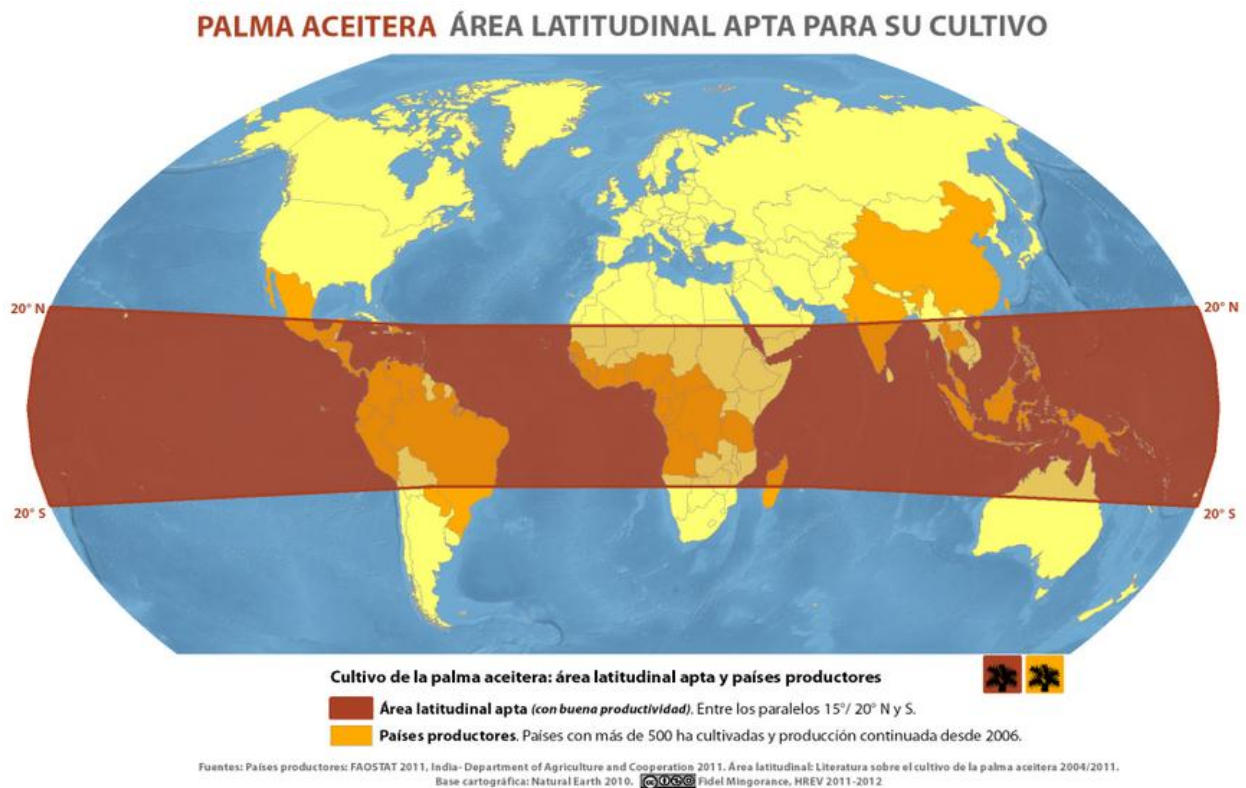 PALMA ACEITERA ÁREA LATITUDINAL APTA PARA SU CULTIVO
20° N
20° N
20° S
20° S
Cultivo de la palma aceitera: área latitudinal apta y países productores
Área latitudinal apta (con buena productividad). Entre los paralelos 15°/ 20° N y S.
Países productores. Países con más de 500 ha cultivadas y producción continuada desde 2006.
Fuentes: Países productores: FAOSTAT 2011, India- Department of Agriculture and Cooperation 2011. Área latitudinal: Literatura sobre el cultivo de la palma aceitera 2004/2011.
Base cartográfica: Natural Earth 2010. Fidel Mingorance, HREV 2011-2012